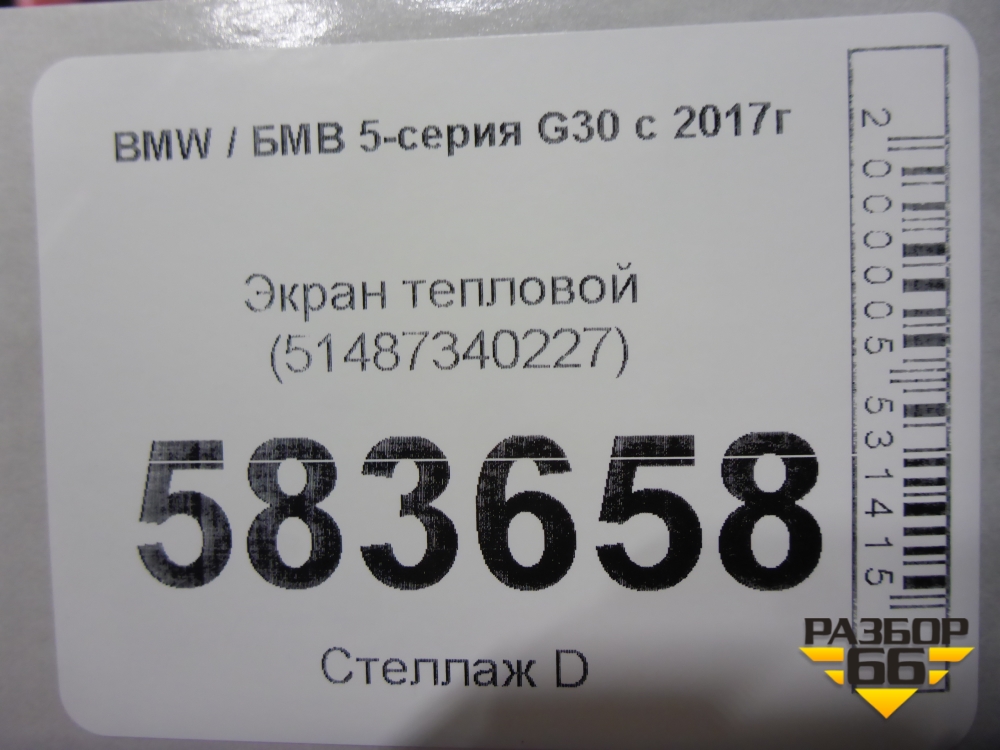 BMW / БМВ 5-серия G30 с 2017г
Экран тепловой
(51487340227)
583658
Стеллаж D
2000005531415
РАЗБОР
66